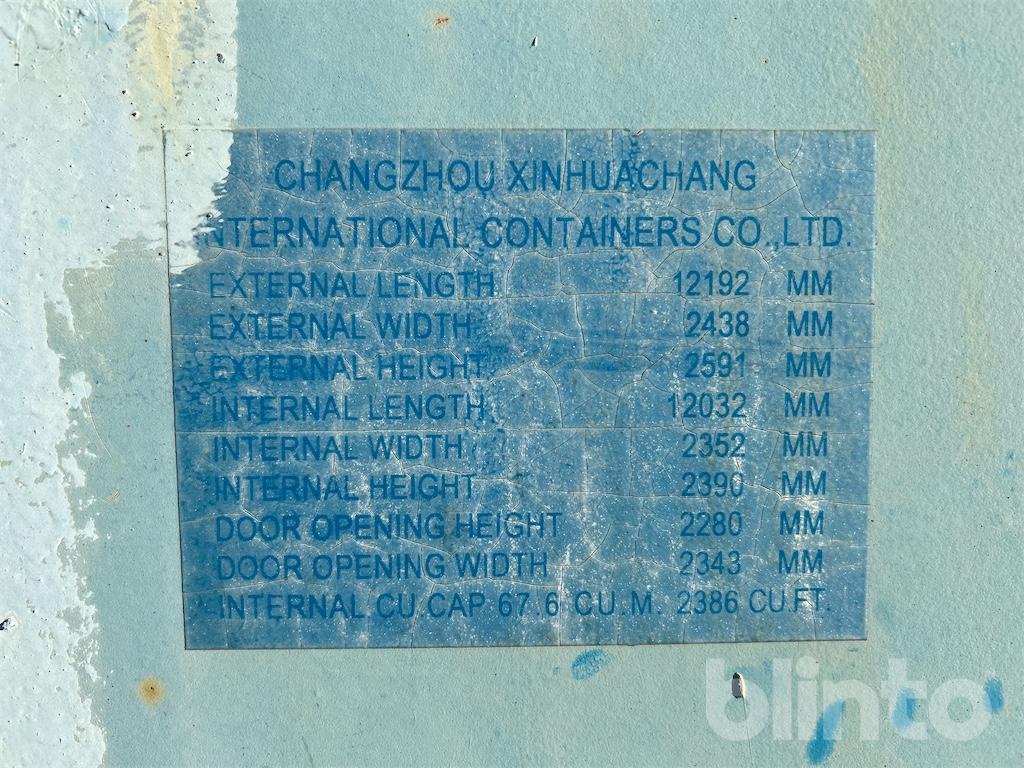 CHANGZHOU XINHUACHANG
INTERNATIONAL CONTAINERS CO.,LTD.
EXTERNAL LENGTH 12192 MM
EXTERNAL WIDTH 2438 MM
EXTERNAL HEIGHT 2591 MM
INTERNAL LENGTH 12032 MM
INTERNAL WIDTH 2352 MM
INTERNAL HEIGHT 2390 MM
DOOR OPENING HEIGHT 2280 MM
DOOR OPENING WIDTH 2343 MM
INTERNAL CU.CAP 67.6 CU.M. 2386 CU.FT.
blinto